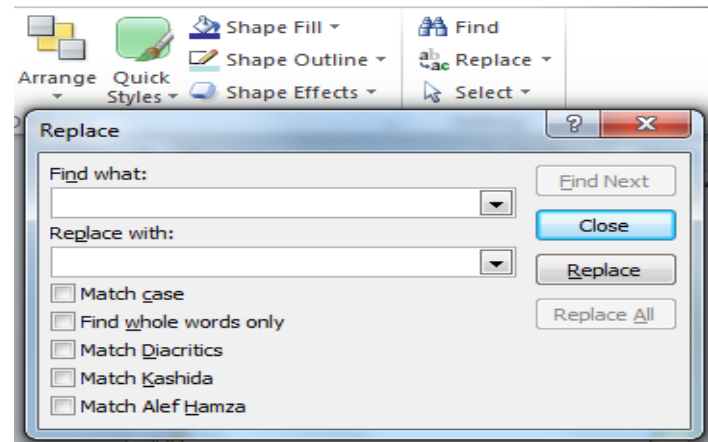 Shape Fill
Find
Shape Outline
Replace
Arrange
Quick Styles
Shape Effects
Select
Replace
Find what:
Find Next
Close
Replace with:
Replace
Match case
Find whole words only
Replace All
Match Diacritics
Match Kashida
Match Alef Hamza